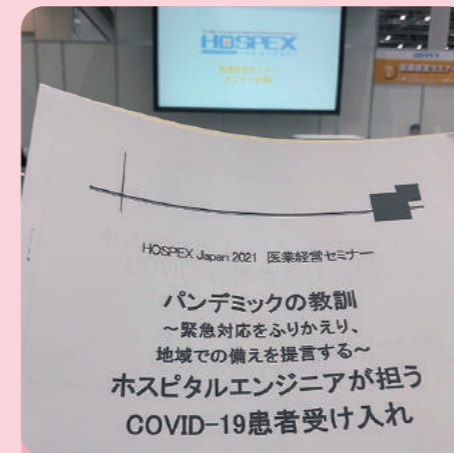 HOSPEX
HOSPEX Japan 2021 医業経営セミナー
パンデミックの教訓
～緊急対応をふりかえり、
地域での備えを提言する～
ホスピタルエンジニアが担う
COVID-19患者受け入れ